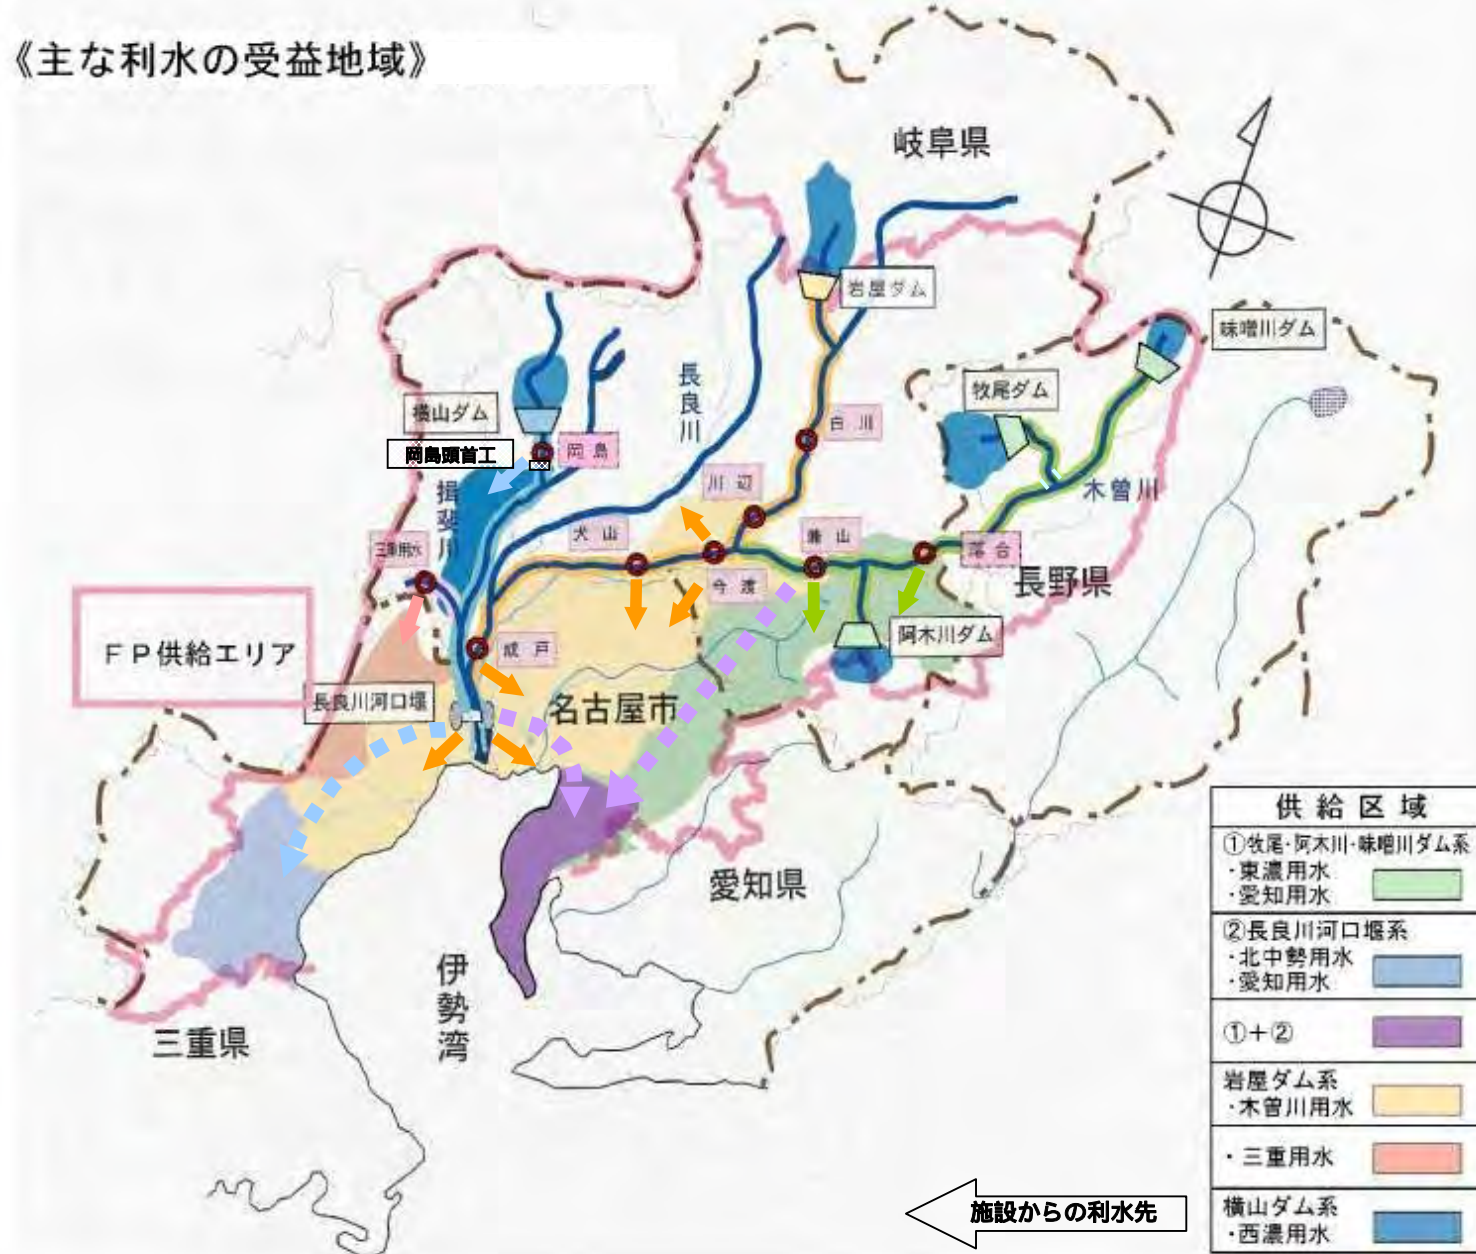 《主な利水の受益地域》
岐阜県
岩屋ダム
味噌川ダム
牧尾ダム
長良川
横山ダム
岡島頭首工
岡島
白川
木曽川
揖斐川
川辺
犬山
兼山
三重用水
今渡
落合
長野県
FP供給エリア
成戸
阿木川ダム
長良川河口堰
名古屋市
愛知県
伊勢湾
三重県
供給区域
①牧尾・阿木川・味噌川ダム系
・東濃用水
・愛知用水
②長良川河口堰系
・北中勢用水
・愛知用水
①+②
岩屋ダム系
・木曽川用水
・三重用水
横山ダム系
・西濃用水
施設からの利水先